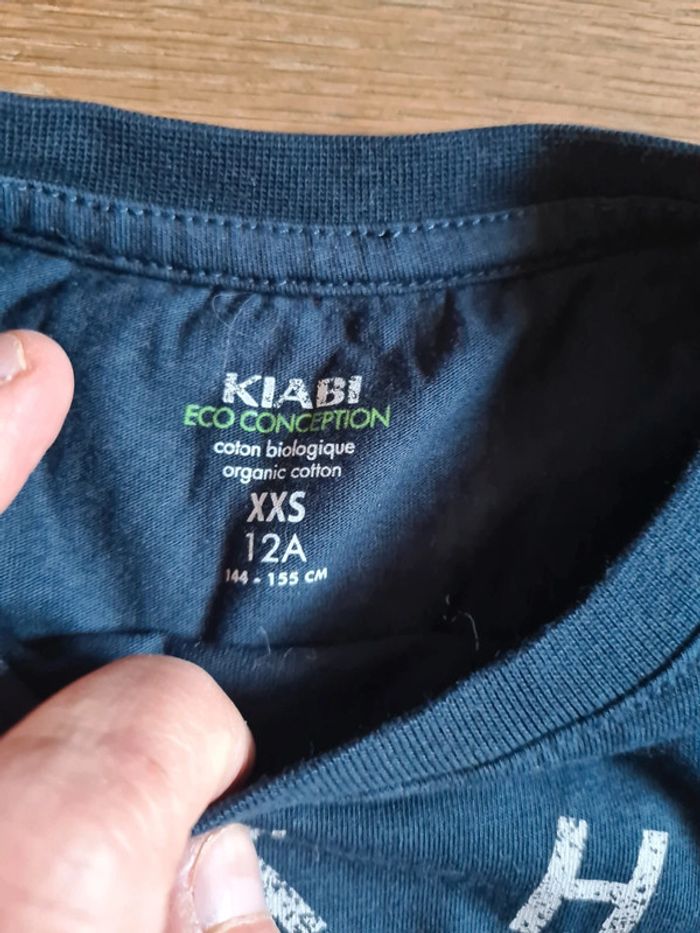 KIABI
ECO CONCEPTION
coton biologique
organic cotton
XXS
12A
144 - 155 CM
H